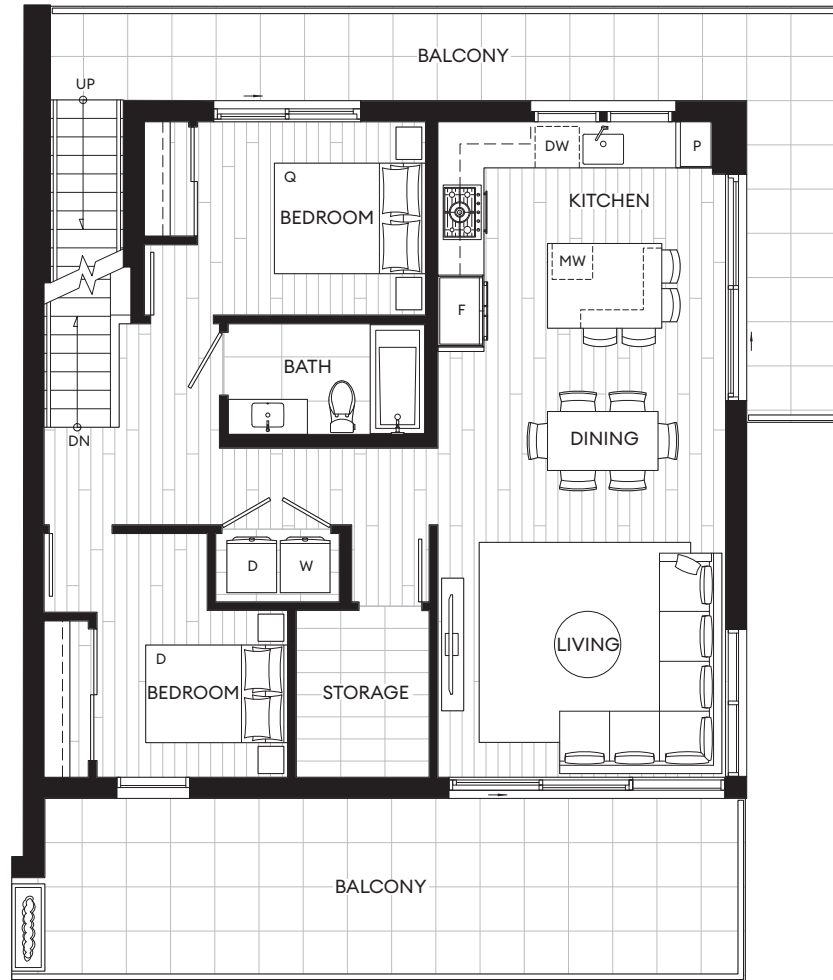 BALCONY
UP
DW
P
Q
BEDROOM
KITCHEN
MW
F
BATH
DN
DINING
D
W
LIVING
D
BEDROOM
STORAGE
BALCONY